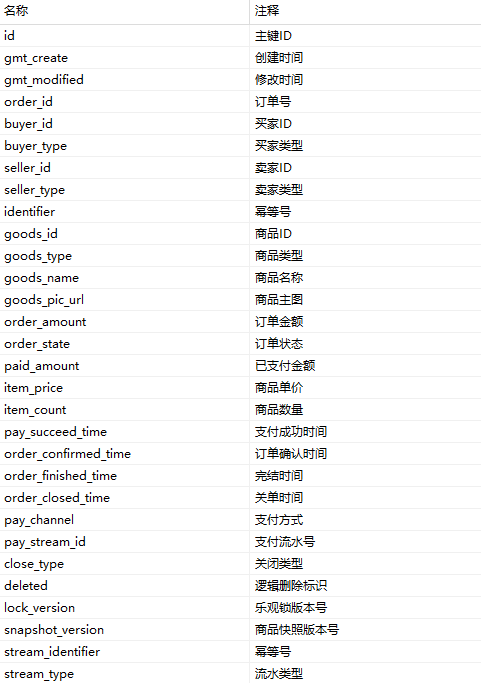 名称 注释
id 主键ID
gmt_create 创建时间
gmt_modified 修改时间
order_id 订单号
buyer_id 买家ID
buyer_type 买家类型
seller_id 卖家ID
seller_type 卖家类型
identifier 幂等号
goods_id 商品ID
goods_type 商品类型
goods_name 商品名称
goods_pic_url 商品主图
order_amount 订单金额
order_state 订单状态
paid_amount 已支付金额
item_price 商品单价
item_count 商品数量
pay_succeed_time 支付成功时间
order_confirmed_time 订单确认时间
order_finished_time 完结时间
order_closed_time 关单时间
pay_channel 支付方式
pay_stream_id 支付流水号
close_type 关闭类型
deleted 逻辑删除标识
lock_version 乐观锁版本号
snapshot_version 商品快照版本号
stream_identifier 幂等号
stream_type 流水类型